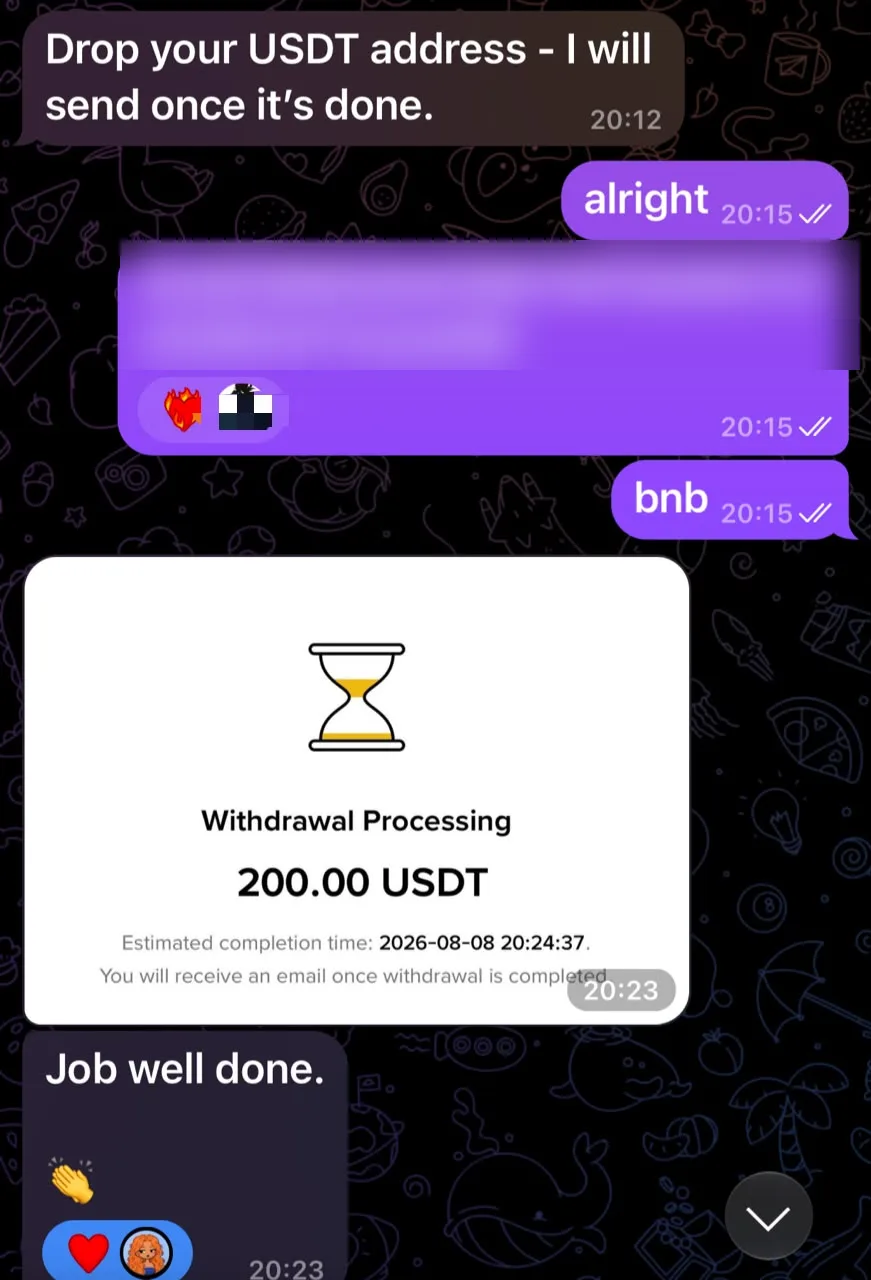 Drop your USDT address - I will
send once it's done.
20:12
alright 20:15
20:15
bnb 20:15
Withdrawal Processing
200.00 USDT
Estimated completion time: 2026-08-08 20:24:37.
You will receive an email once withdrawal is completed
20:23
Job well done.
20:23